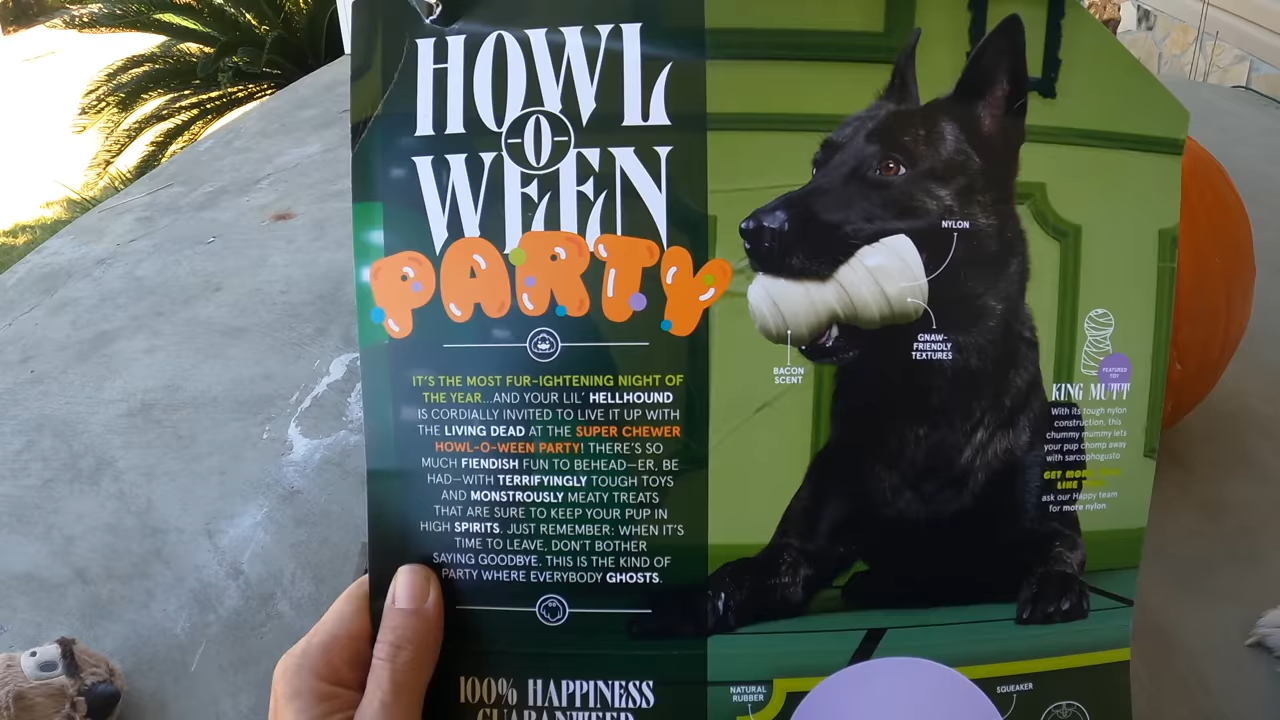 HOWL
-O-
WEEN
PARTY
IT'S THE MOST FUR-IGHTENING NIGHT OF
THE YEAR...AND YOUR LIL' HELLHOUND
IS CORDIALLY INVITED TO LIVE IT UP WITH
THE LIVING DEAD AT THE SUPER CHEWER
HOWL-O-WEEN PARTY! THERE'S SO
MUCH FIENDISH FUN TO BEHEAD—ER, BE
HAD—WITH TERRIFYINGLY TOUGH TOYS
AND MONSTROUSLY MEATY TREATS
THAT ARE SURE TO KEEP YOUR PUP IN
HIGH SPIRITS. JUST REMEMBER: WHEN IT'S
TIME TO LEAVE, DON'T BOTHER
SAYING GOODBYE. THIS IS THE KIND OF
PARTY WHERE EVERYBODY GHOSTS.
100% HAPPINESS
GUARANTEED
NYLON
GNAW-
FRIENDLY
TEXTURES
BACON
SCENT
FEATURED
TOY
KING MUTT
With its tough nylon
construction, this
chummy mummy lets
your pup chomp away
with sarcophogusto
GET MORE
LIKE
ask our Happy team
for more nylon
NATURAL
RUBBER
SQUEAKER